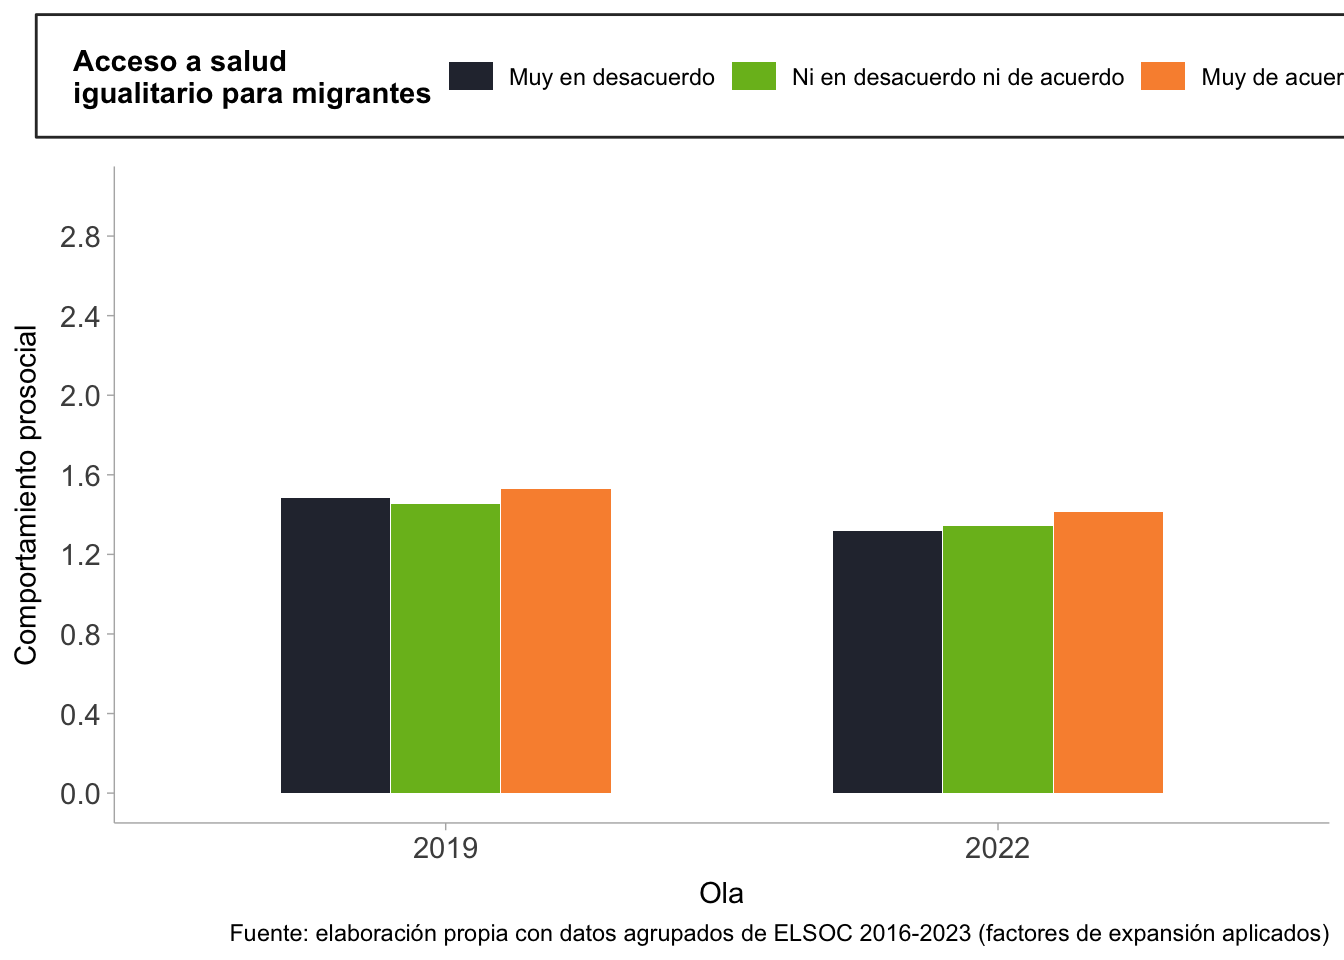 Acceso a salud
igualitario para migrantes
Muy en desacuerdo
Ni en desacuerdo ni de acuerdo
Muy de
2.8
2.4
2.0
1.6
1.2
0.8
0.4
0.0
Comportamiento prosocial
2019
2022
Ola
Fuente: elaboración propia con datos agrupados de ELSOC 2016-2023 (factores de expansión aplicados)